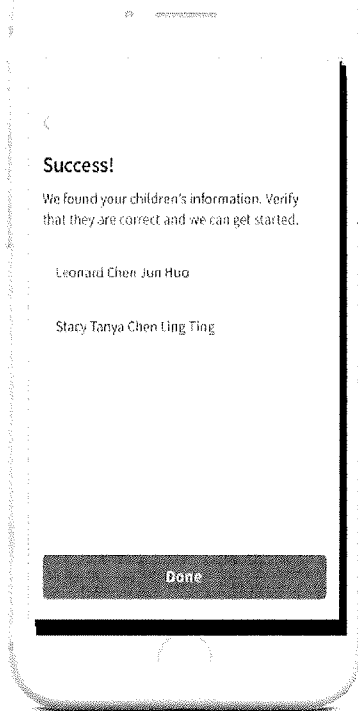 Success!
We found your children's information. Verify
that they are correct and we can get started.
Leonard Chen Jun Huo
Stacy Tanya Chen Ling Ting
Done